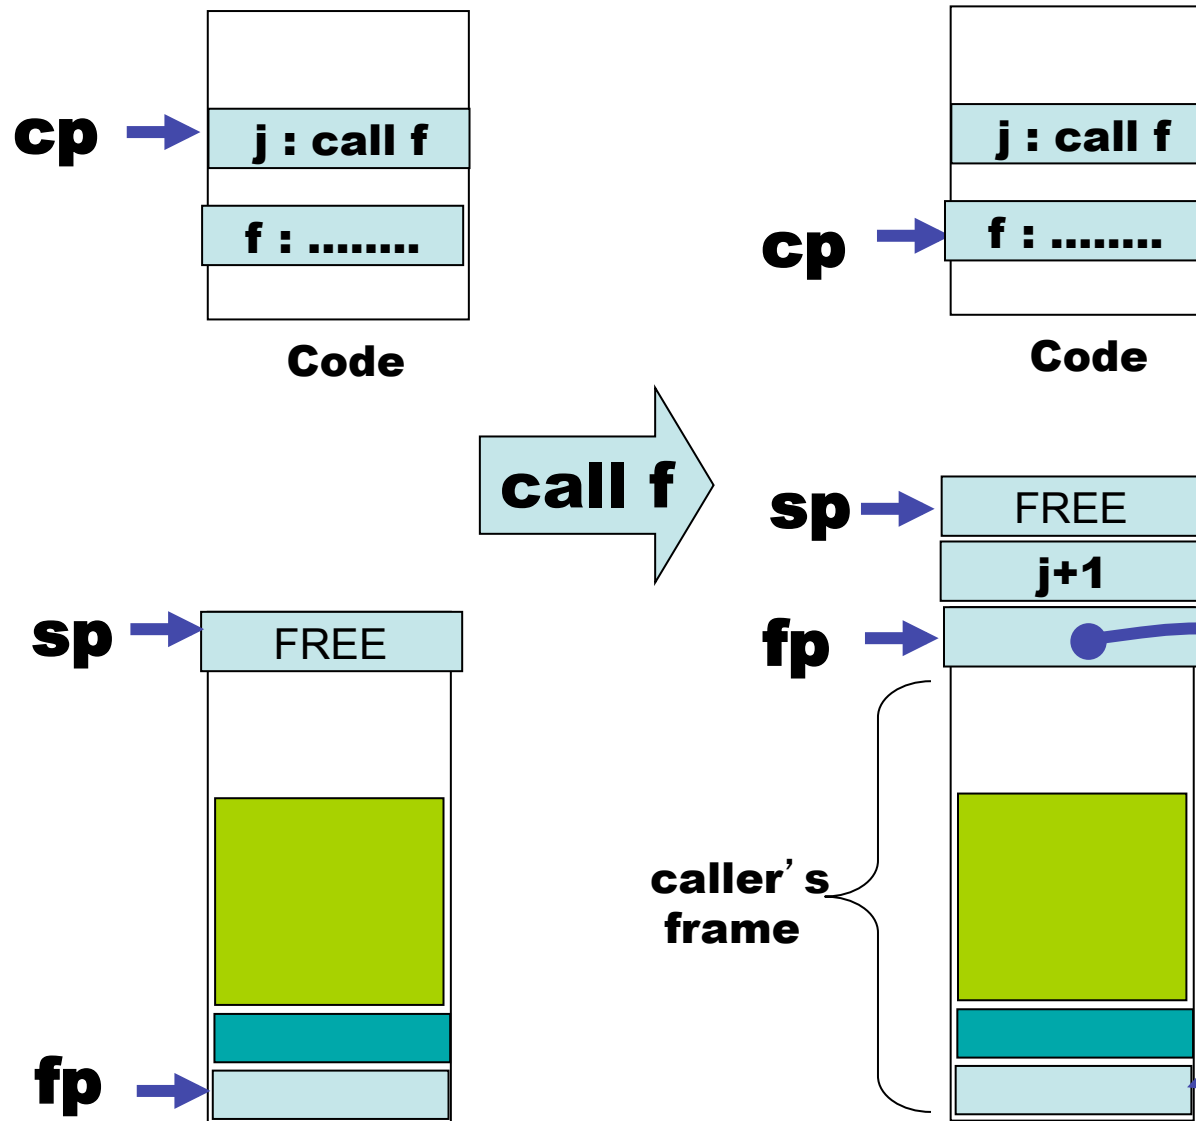 cp
j : call f
f : ........
Code
j : call f
cp
f : ........
Code
call f
sp
FREE
sp
FREE
j+1
fp
caller’s
frame
fp